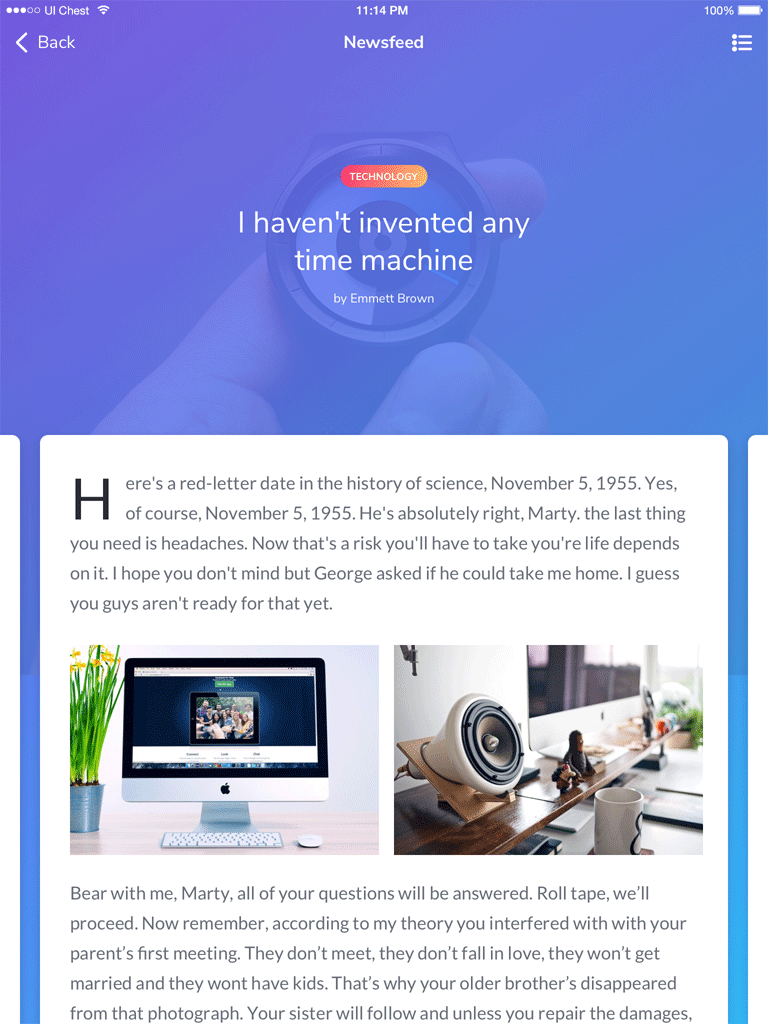 UI Chest
11:14 PM
100%
Back
Newsfeed
TECHNOLOGY
I haven't invented any
time machine
by Emmett Brown
Here's a red-letter date in the history of science, November 5, 1955. Yes,
of course, November 5, 1955. He's absolutely right, Marty. the last thing
you need is headaches. Now that's a risk you'll have to take you're life depends
on it. I hope you don't mind but George asked if he could take me home. I guess
you guys aren't ready for that yet.
Bear with me, Marty, all of your questions will be answered. Roll tape, we’ll
proceed. Now remember, according to my theory you interfered with with your
parent’s first meeting. They don’t meet, they don’t fall in love, they won’t get
married and they wont have kids. That’s why your older brother’s disappeared
from that photograph. Your sister will follow and unless you repair the damages,